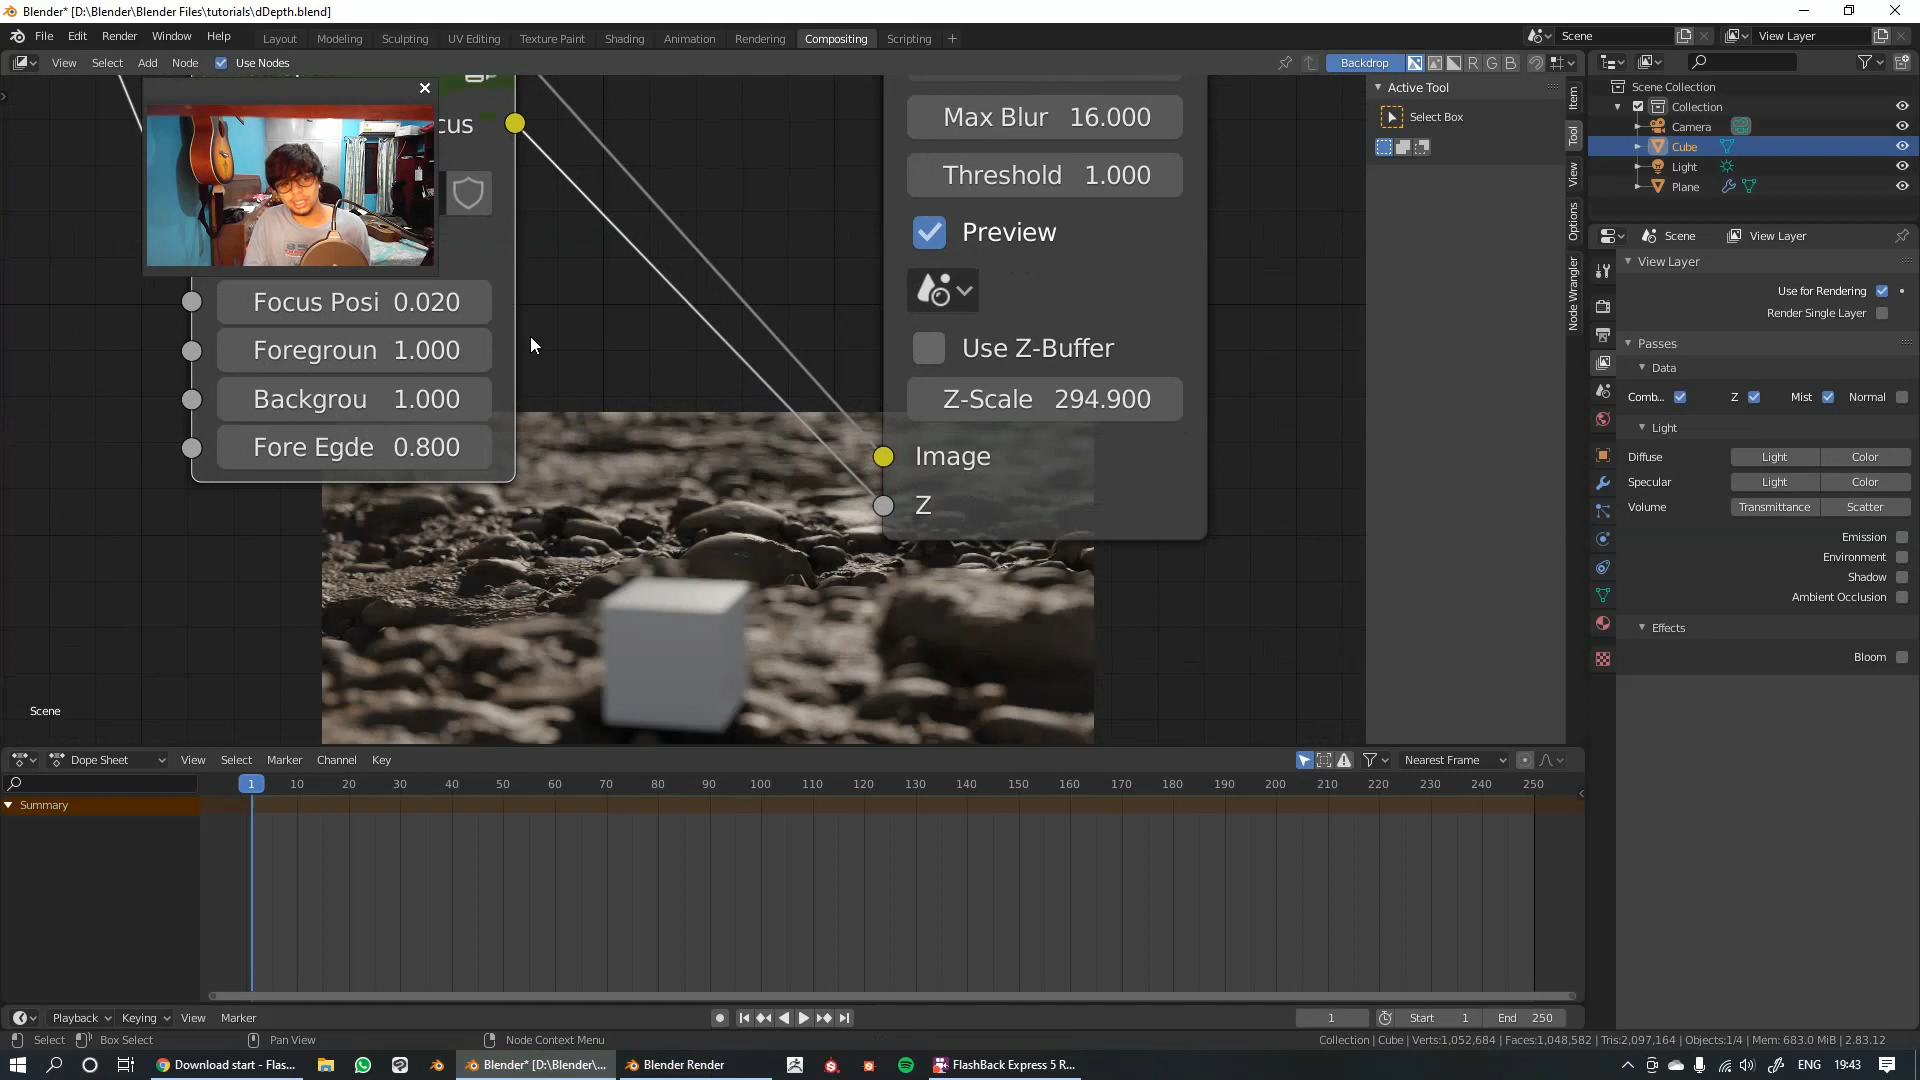 Blender* [D:\Blender\Blender Files\tutorials\dDepth.blend]
File Edit Render Window Help
Layout Modeling Sculpting UV Editing Texture Paint Shading Animation Rendering Compositing Scripting
Scene
View Layer
View Select Add Node Use Nodes
Backdrop
R G B
cus
Focus Posi 0.020
Foregroun 1.000
Backgrou 1.000
Fore Egde 0.800
Max Blur 16.000
Threshold 1.000
Preview
Use Z-Buffer
Z-Scale 294.900
Image
Z
Scene
Active Tool
Select Box
Item
Tool
View
Options
Node Wrangler
Scene Collection
Collection
Camera
Cube
Light
Plane
Scene View Layer
View Layer
Use for Rendering
Render Single Layer
Passes
Data
Comb... Z Mist Normal
Light
Diffuse Light Color
Specular Light Color
Volume Transmittance Scatter
Emission
Environment
Shadow
Ambient Occlusion
Effects
Bloom
Dope Sheet View Select Marker Channel Key
Nearest Frame
1 10 20 30 40 50 60 70 80 90 100 110 120 130 140 150 160 170 180 190 200 210 220 230 240 250
Summary
Playback Keying View Marker
1 Start 1 End 250
Select Box Select Pan View Node Context Menu
Collection | Cube | Verts:1,052,684 | Faces:1,048,582 | Tris:2,097,164 | Objects:1/4 | Mem: 683.0 MiB | 2.83.12
Download start - Flas...
Blender* [D:\Blender\...
Blender Render
FlashBack Express 5 R...
ENG 19:43